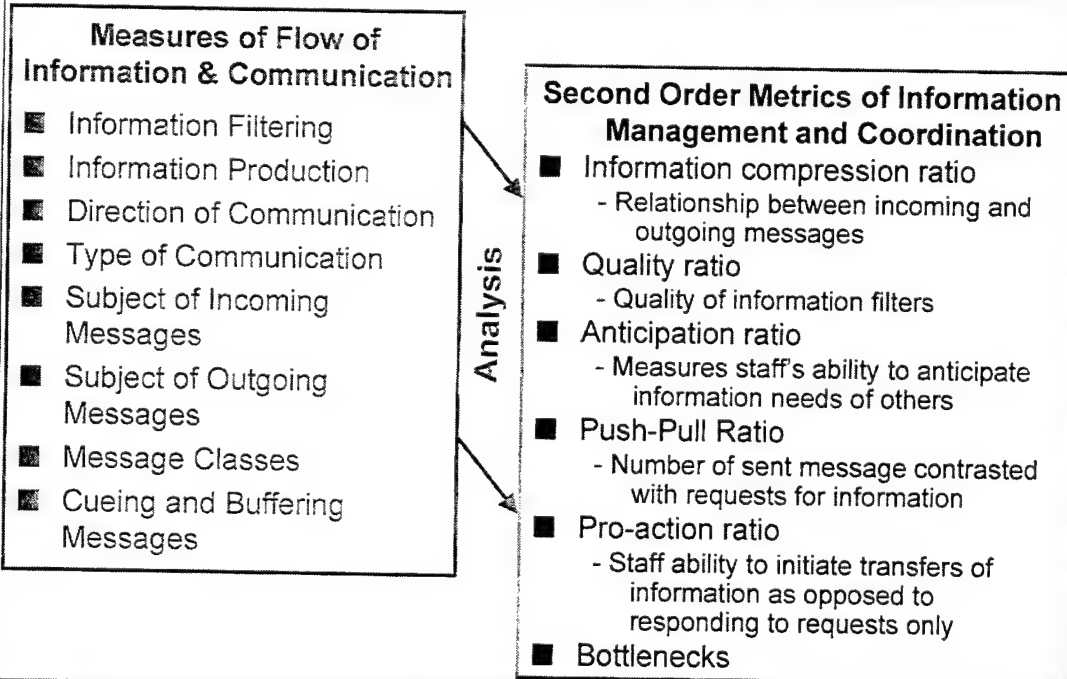 Measures of Flow of
Information & Communication
Information Filtering
Information Production
Direction of Communication
Type of Communication
Subject of Incoming
Messages
Subject of Outgoing
Messages
Message Classes
Cueing and Buffering
Messages
Analysis
Second Order Metrics of Information
Management and Coordination
Information compression ratio
- Relationship between incoming and
outgoing messages
Quality ratio
- Quality of information filters
Anticipation ratio
- Measures staff's ability to anticipate
information needs of others
Push-Pull Ratio
- Number of sent message contrasted
with requests for information
Pro-action ratio
- Staff ability to initiate transfers of
information as opposed to
responding to requests only
Bottlenecks